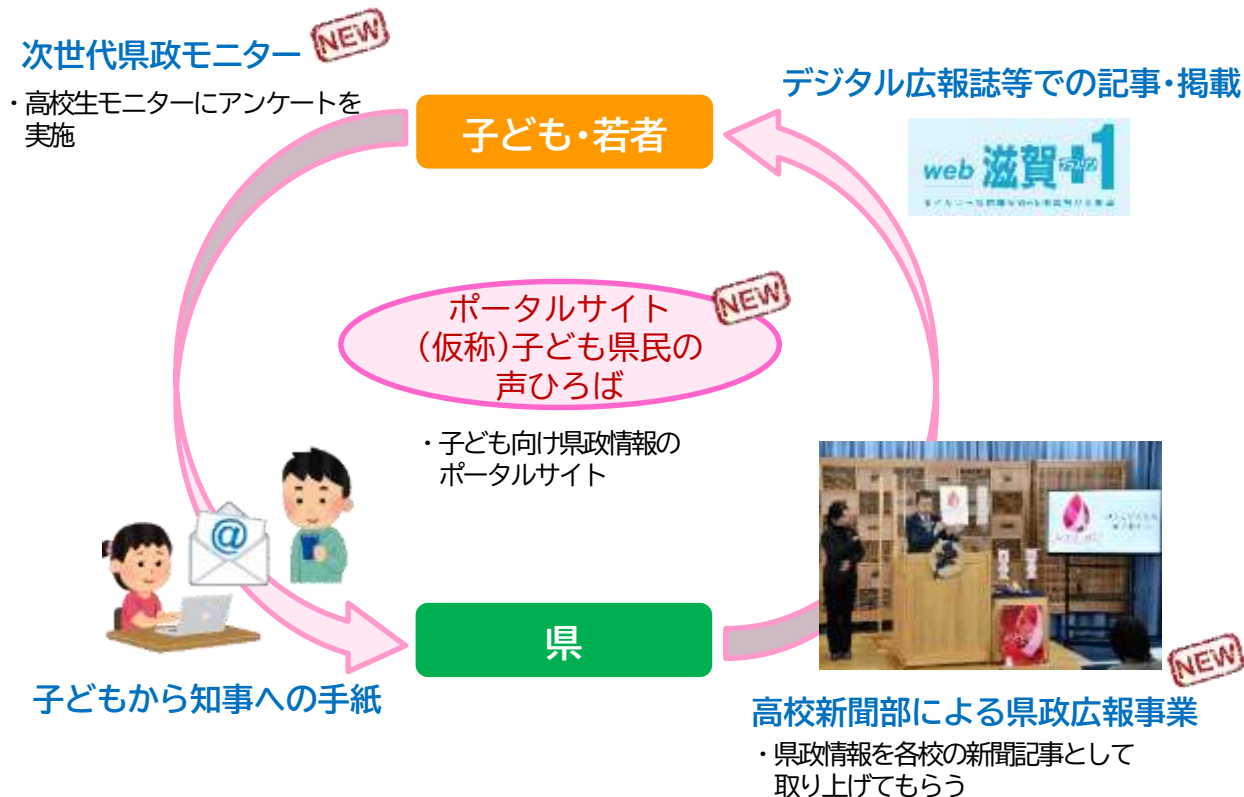 次世代県政モニター
NEW
・高校生モニターにアンケートを
実施
子ども・若者
デジタル広報誌等での記事・掲載
web 滋賀+1
ポータルサイト
(仮称)子ども県民の
声ひろば
NEW
・子ども向け県政情報の
ポータルサイト
@
県
子どもから知事への手紙
NEW
高校新聞部による県政広報事業
・県政情報を各校の新聞記事として
取り上げてもらう